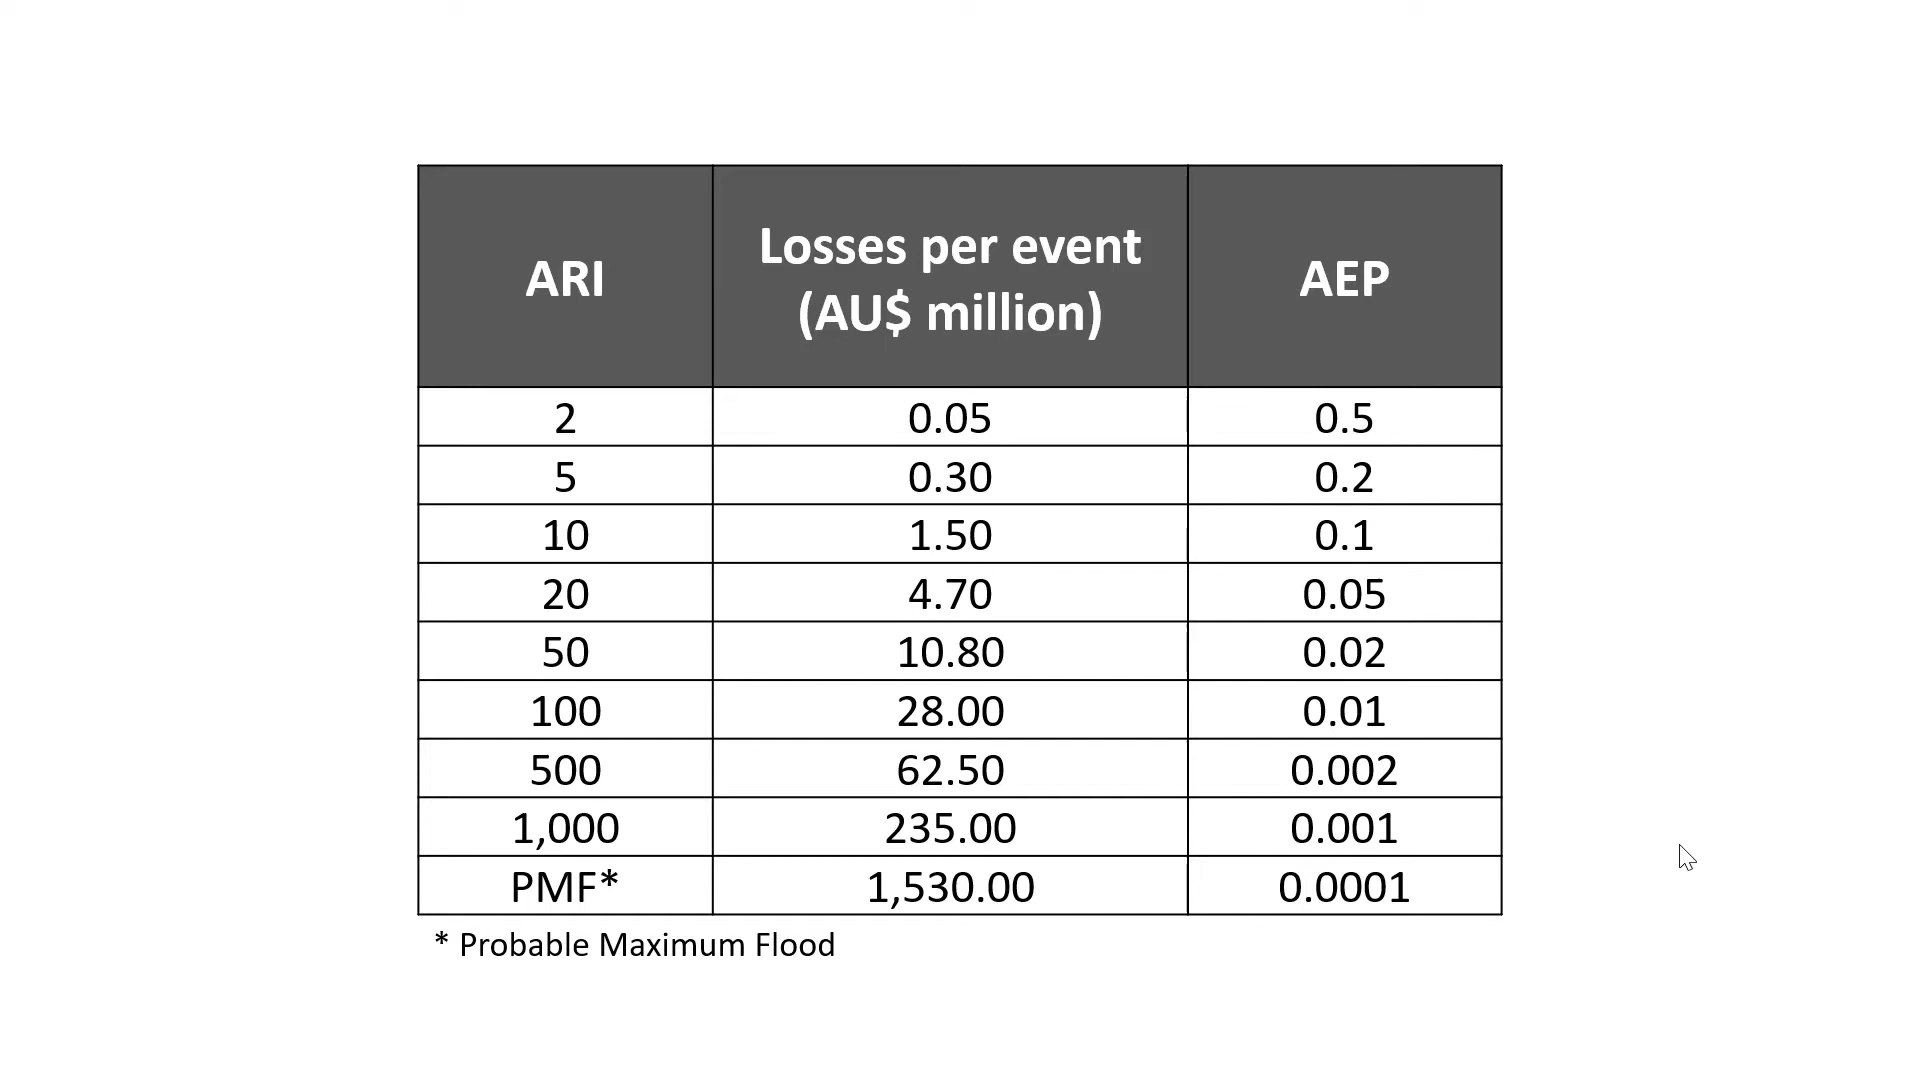 ARI Losses per event (AU$ million) AEP
2 0.05 0.5
5 0.30 0.2
10 1.50 0.1
20 4.70 0.05
50 10.80 0.02
100 28.00 0.01
500 62.50 0.002
1,000 235.00 0.001
PMF* 1,530.00 0.0001
* Probable Maximum Flood